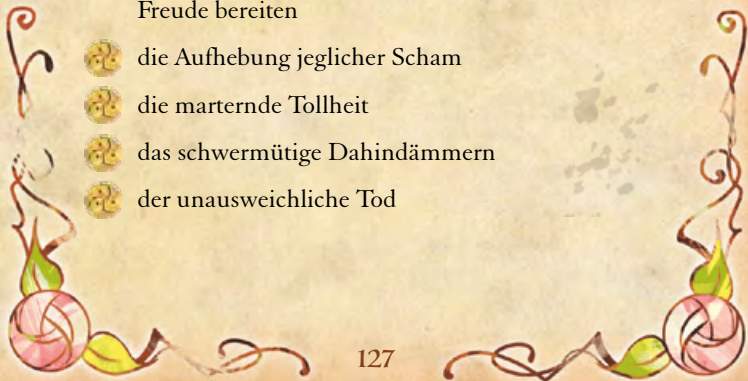 Freude bereiten
die Aufhebung jeglicher Scham
die marternde Tollheit
das schwermütige Dahindämmern
der unausweichliche Tod
127